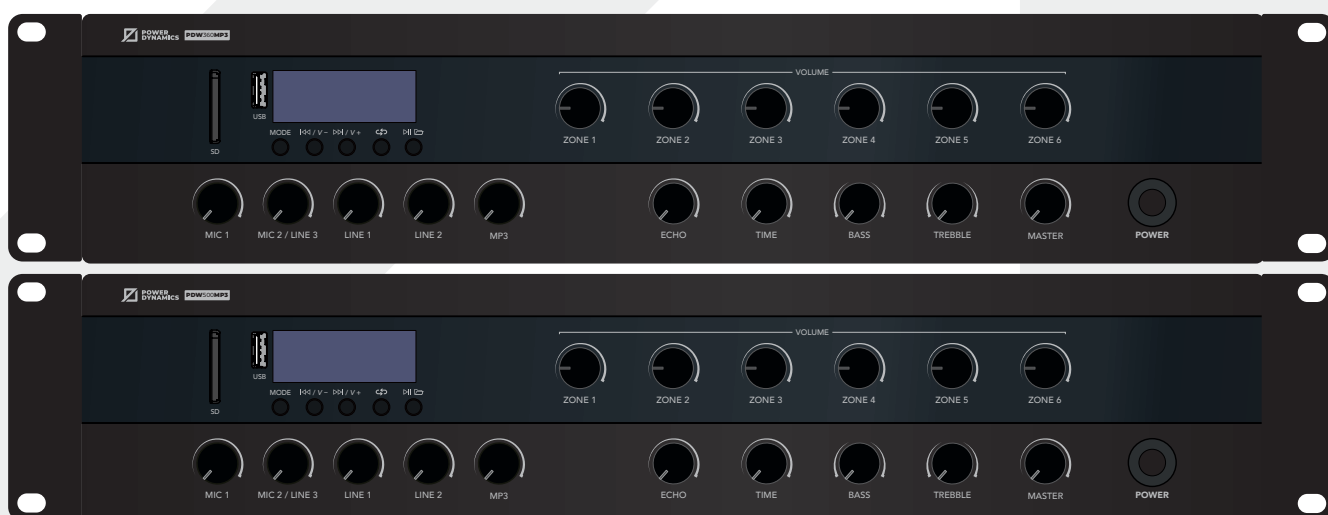 POWER DYNAMICS PDW360MP3
VOLUME
USB
MODE V - V +
ZONE 1 ZONE 2 ZONE 3 ZONE 4 ZONE 5 ZONE 6
SD
MIC 1 MIC 2 / LINE 3 LINE 1 LINE 2 MP3 ECHO TIME BASS TREBBLE MASTER POWER
POWER DYNAMICS PDW500MP3
VOLUME
USB
MODE V - V +
ZONE 1 ZONE 2 ZONE 3 ZONE 4 ZONE 5 ZONE 6
SD
MIC 1 MIC 2 / LINE 3 LINE 1 LINE 2 MP3 ECHO TIME BASS TREBBLE MASTER POWER